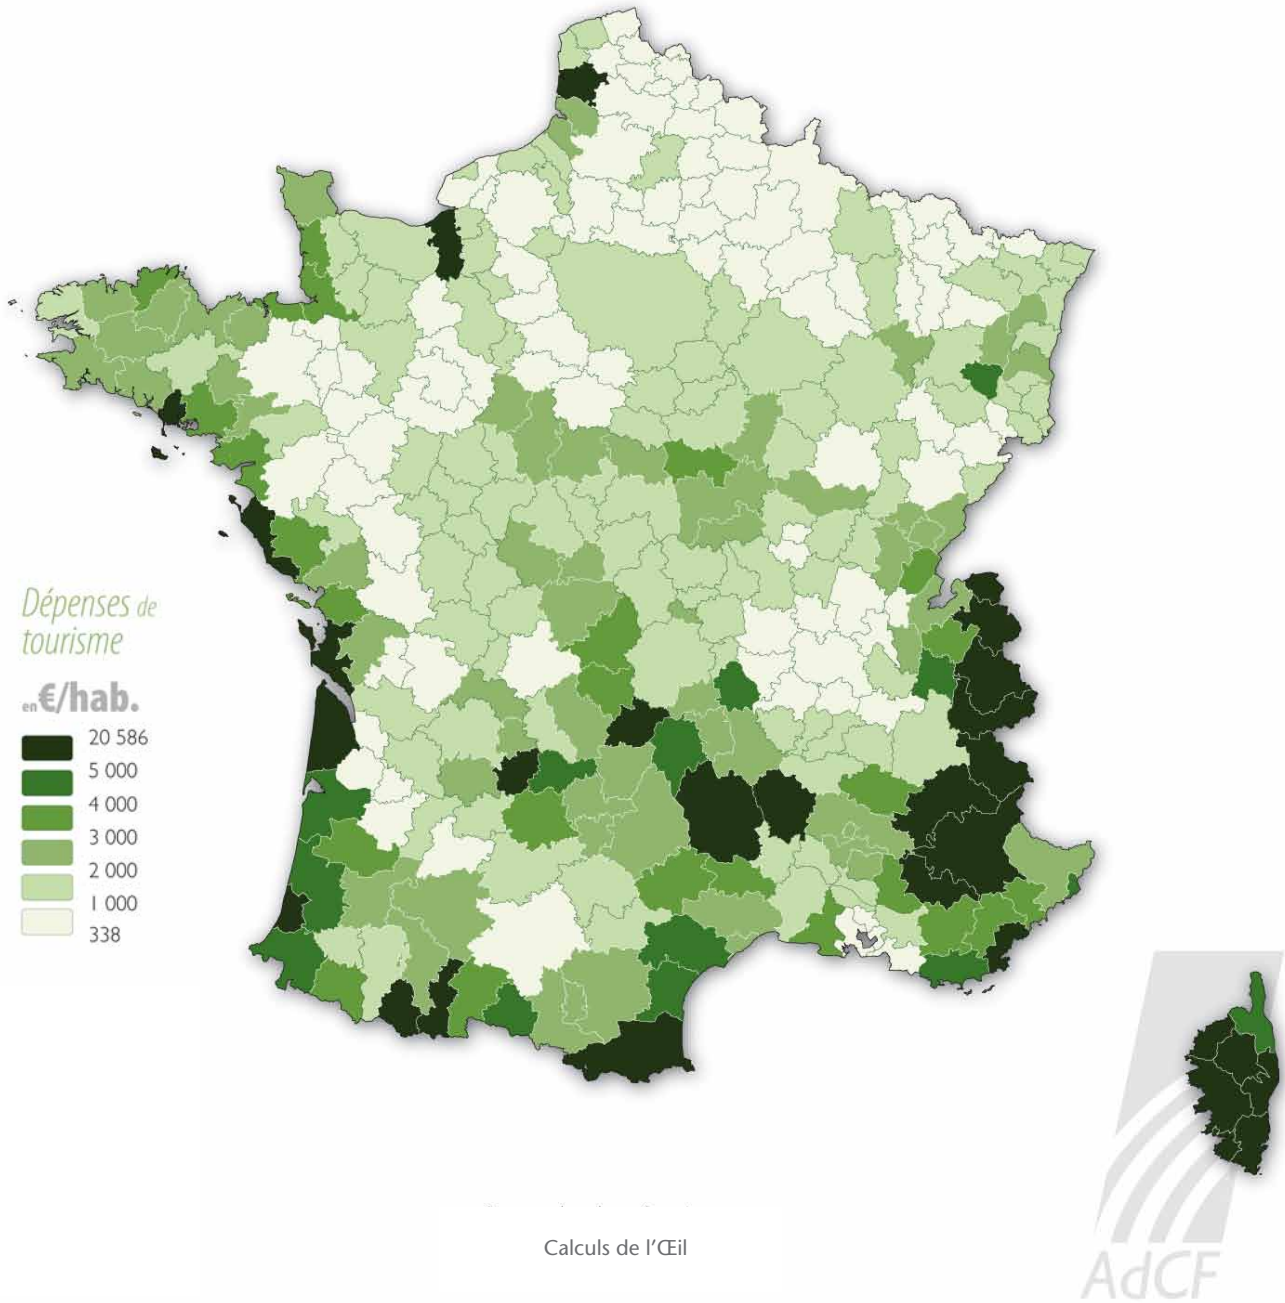 Dépenses de
tourisme
en €/hab.
20 586
5 000
4 000
3 000
2 000
1 000
338
Calculs de l'Œil
AdCF